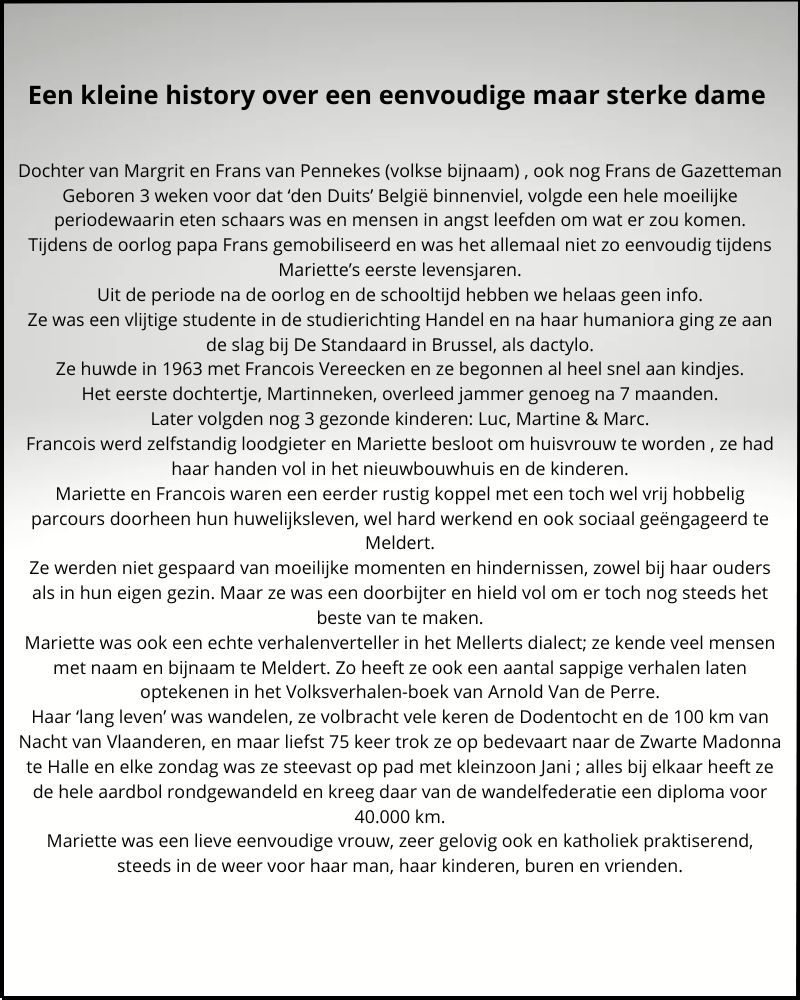 Een kleine history over een eenvoudige maar sterke dame
Dochter van Margrit en Frans van Pennekes (volkse bijnaam) , ook nog Frans de Gazetteman
Geboren 3 weken voor dat ‘den Duits’ België binnenviel, volgde een hele moeilijke
periodewaarin eten schaars was en mensen in angst leefden om wat er zou komen.
Tijdens de oorlog papa Frans gemobiliseerd en was het allemaal niet zo eenvoudig tijdens
Mariette’s eerste levensjaren.
Uit de periode na de oorlog en de schooltijd hebben we helaas geen info.
Ze was een vlijtige studente in de studierichting Handel en na haar humaniora ging ze aan
de slag bij De Standaard in Brussel, als dactylo.
Ze huwde in 1963 met Francois Vereecken en ze begonnen al heel snel aan kindjes.
Het eerste dochtertje, Martinneken, overleed jammer genoeg na 7 maanden.
Later volgden nog 3 gezonde kinderen: Luc, Martine & Marc.
Francois werd zelfstandig loodgieter en Mariette besloot om huisvrouw te worden , ze had
haar handen vol in het nieuwbouwhuis en de kinderen.
Mariette en Francois waren een eerder rustig koppel met een toch wel vrij hobbelig
parcours doorheen hun huwelijksleven, wel hard werkend en ook sociaal geëngageerd te
Meldert.
Ze werden niet gespaard van moeilijke momenten en hindernissen, zowel bij haar ouders
als in hun eigen gezin. Maar ze was een doorbijter en hield vol om er toch nog steeds het
beste van te maken.
Mariette was ook een echte verhalenverteller in het Mellerts dialect; ze kende veel mensen
met naam en bijnaam te Meldert. Zo heeft ze ook een aantal sappige verhalen laten
optekenen in het Volksverhalen-boek van Arnold Van de Perre.
Haar ‘lang leven’ was wandelen, ze volbracht vele keren de Dodentocht en de 100 km van
Nacht van Vlaanderen, en maar liefst 75 keer trok ze op bedevaart naar de Zwarte Madonna
te Halle en elke zondag was ze steevast op pad met kleinzoon Jani ; alles bij elkaar heeft ze
de hele aardbol rondgewandeld en kreeg daar van de wandelfederatie een diploma voor
40.000 km.
Mariette was een lieve eenvoudige vrouw, zeer gelovig ook en katholiek praktiserend,
steeds in de weer voor haar man, haar kinderen, buren en vrienden.